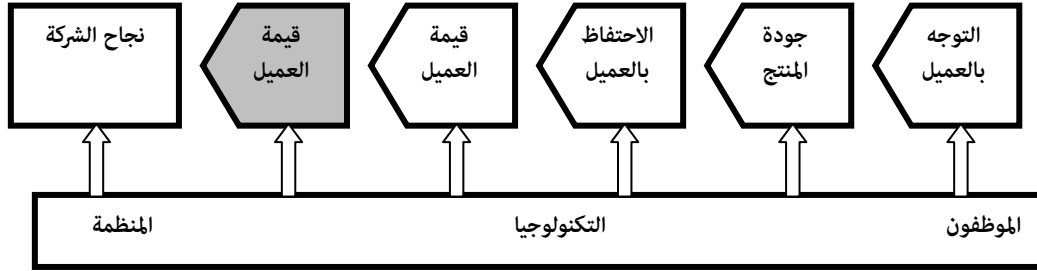 التوجه
بالعميل
جودة
المنتج
الاحتفاظ
بالعميل
قيمة
العميل
قيمة
العميل
نجاح الشركة
الموظفون
التكنولوجيا
المنظمة